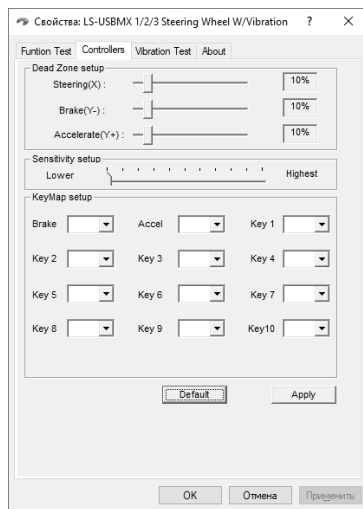 Свойства: LS-USBMX 1/2/3 Steering Wheel W/Vibration ? ✕
Funtion Test Controllers Vibration Test About
Dead Zone setup
Steering(X) : 10%
Brake(Y-) : 10%
Accelerate(Y+) : 10%
Sensitivity setup
Lower Highest
KeyMap setup
Brake Accel Key 1
Key 2 Key 3 Key 4
Key 5 Key 6 Key 7
Key 8 Key 9 Key10
Default Apply
OK Отмена Применить